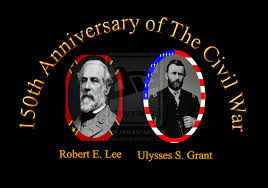 150th Anniversary of The Civil War
Robert E. Lee
Ulysses S. Grant